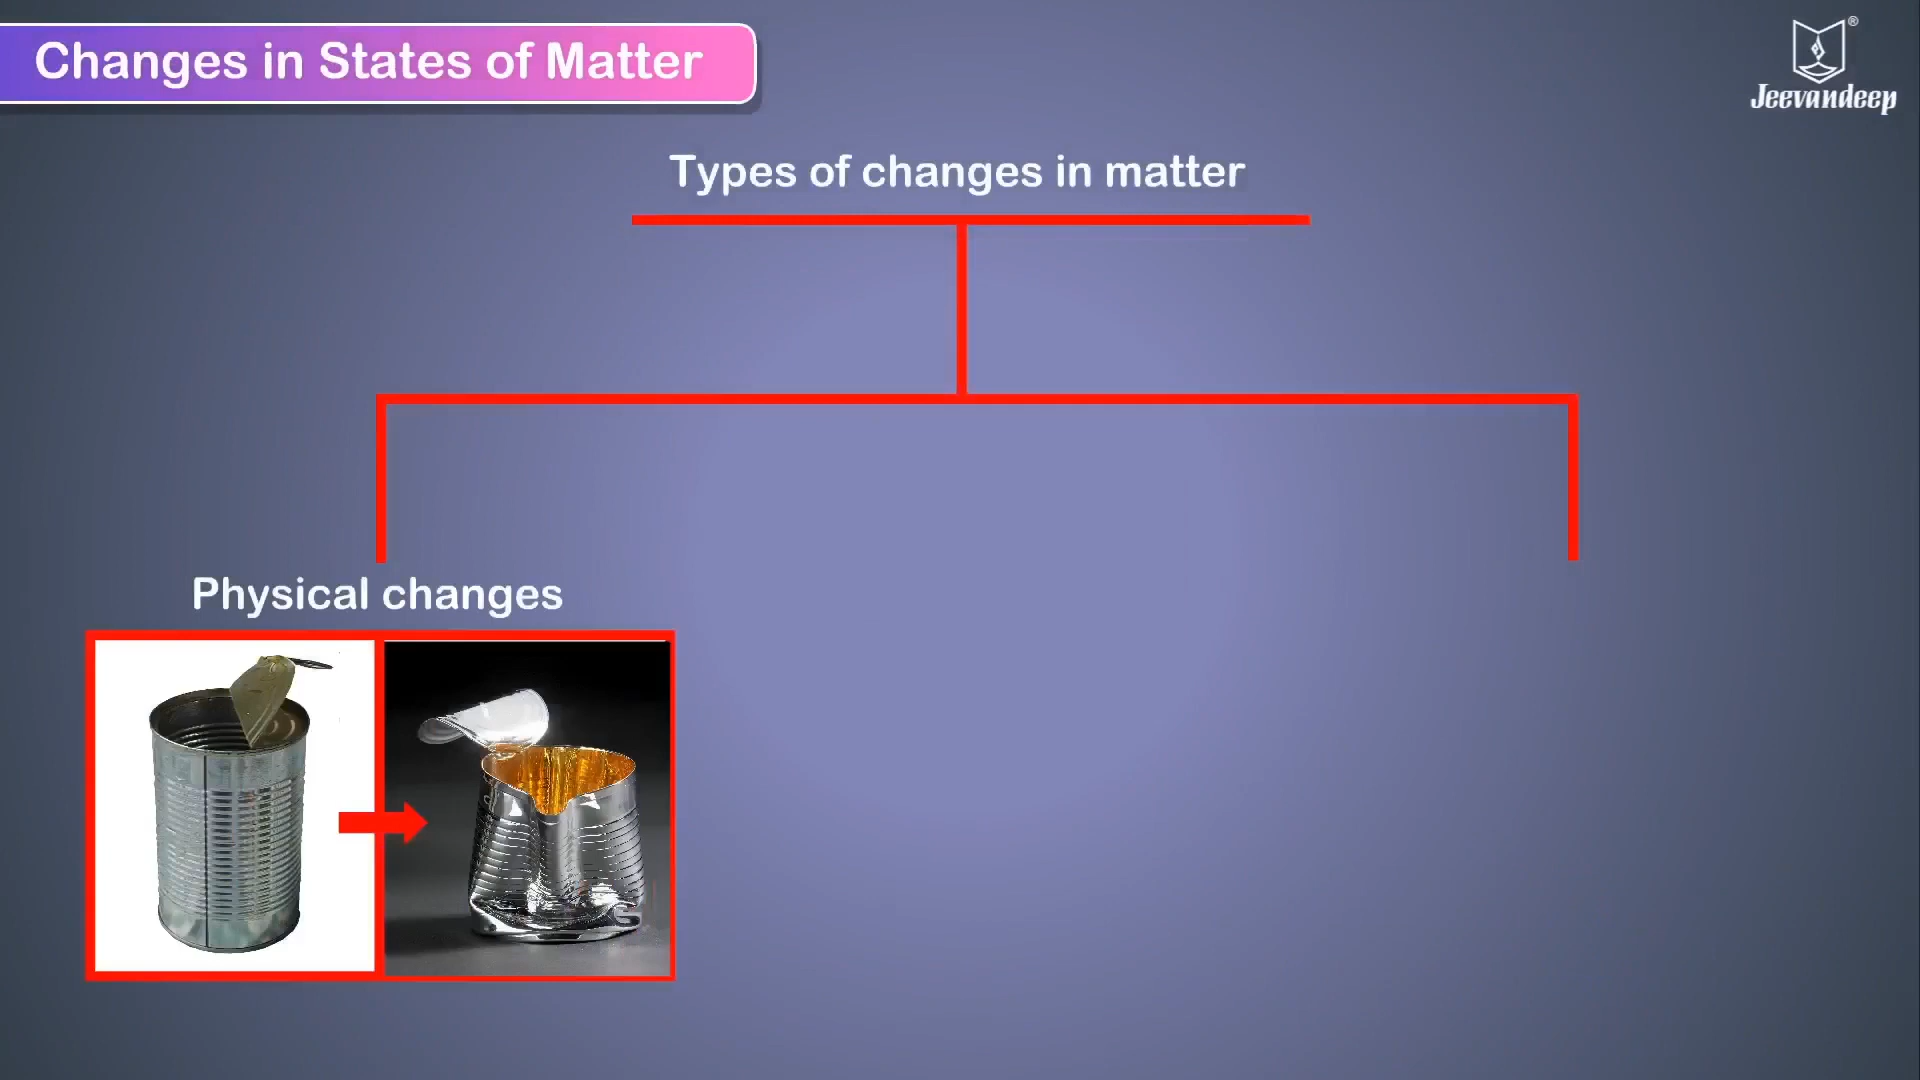 Changes in States of Matter
®
Jeevandeep
Types of changes in matter
Physical changes